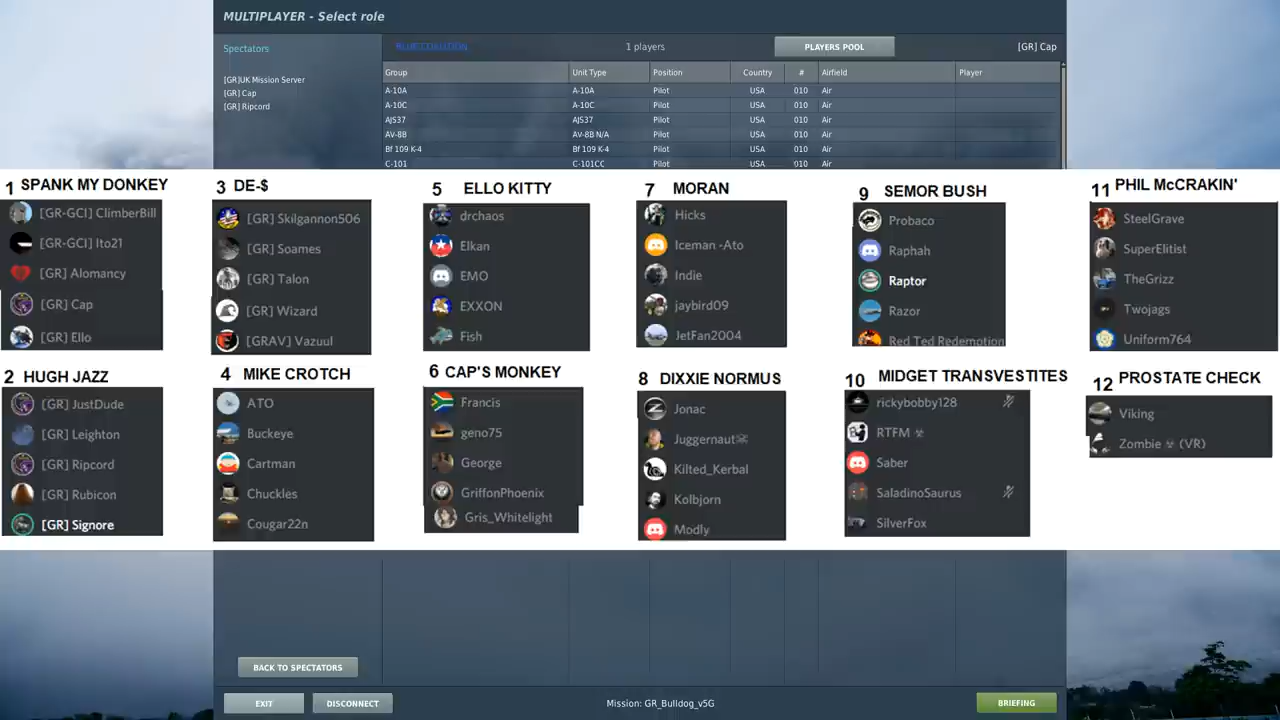 MULTIPLAYER - Select role
Spectators
[GR]UK Mission Server
[GR] Cap
[GR] Ripcord
BLUE COALITION 1 players PLAYERS POOL [GR] Cap
Group Unit Type Position Country # Airfield Player
A-10A A-10A Pilot USA 010 Air
A-10C A-10C Pilot USA 010 Air
AJS37 AJS37 Pilot USA 010 Air
AV-8B AV-8B N/A Pilot USA 010 Air
Bf 109 K-4 Bf 109 K-4 Pilot USA 010 Air
C-101 C-101CC Pilot USA 010 Air
1 SPANK MY DONKEY
[GR-GCI] ClimberBill
[GR-GCI] Ito21
[GR] Alomancy
[GR] Cap
[GR] Ello
3 DE-$
[GR] Skilgannon506
[GR] Soames
[GR] Talon
[GR] Wizard
[GRAV] Vazuul
5 ELLO KITTY
drchaos
Elkan
EMO
EXXON
Fish
7 MORAN
Hicks
Iceman -Ato
Indie
jaybird09
JetFan2004
9 SEMOR BUSH
Probaco
Raphah
Raptor
Razor
Red Ted Redemption
11 PHIL McCRAKIN'
SteelGrave
SuperElitist
TheGrizz
Twojags
Uniform764
2 HUGH JAZZ
[GR] JustDude
[GR] Leighton
[GR] Ripcord
[GR] Rubicon
[GR] Signore
4 MIKE CROTCH
ATO
Buckeye
Cartman
Chuckles
Cougar22n
6 CAP'S MONKEY
Francis
geno75
George
GriffonPhoenix
Gris_Whitelight
8 DIXXIE NORMUS
Jonac
Juggernaut☠
Kilted_Kerbal
Kolbjorn
Modly
10 MIDGET TRANSVESTITES
rickybobby128
RTFM ☣
Saber
SaladinoSaurus
SilverFox
12 PROSTATE CHECK
Viking
Zombie ☣ (VR)
BACK TO SPECTATORS
EXIT DISCONNECT Mission: GR_Bulldog_v5G BRIEFING